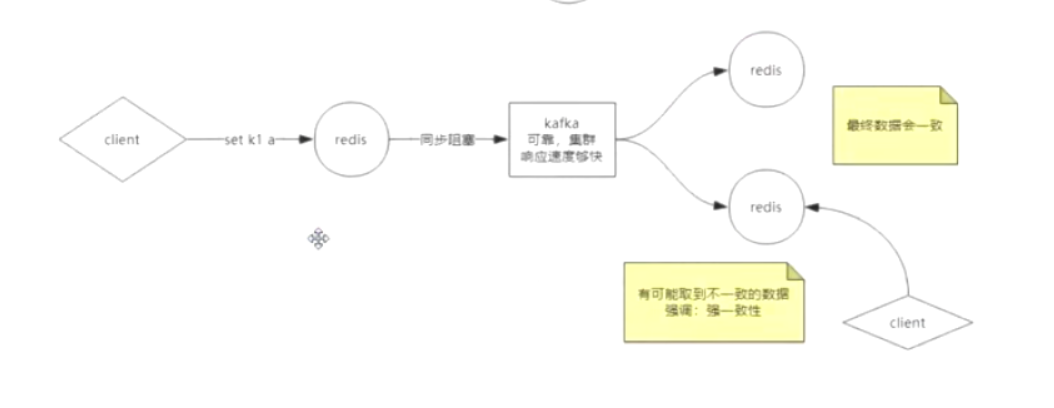 client
set k1 a
redis
同步阻塞
kafka
可靠，集群
响应速度够快
redis
最终数据会一致
redis
有可能取到不一致的数据
强调：强一致性
client